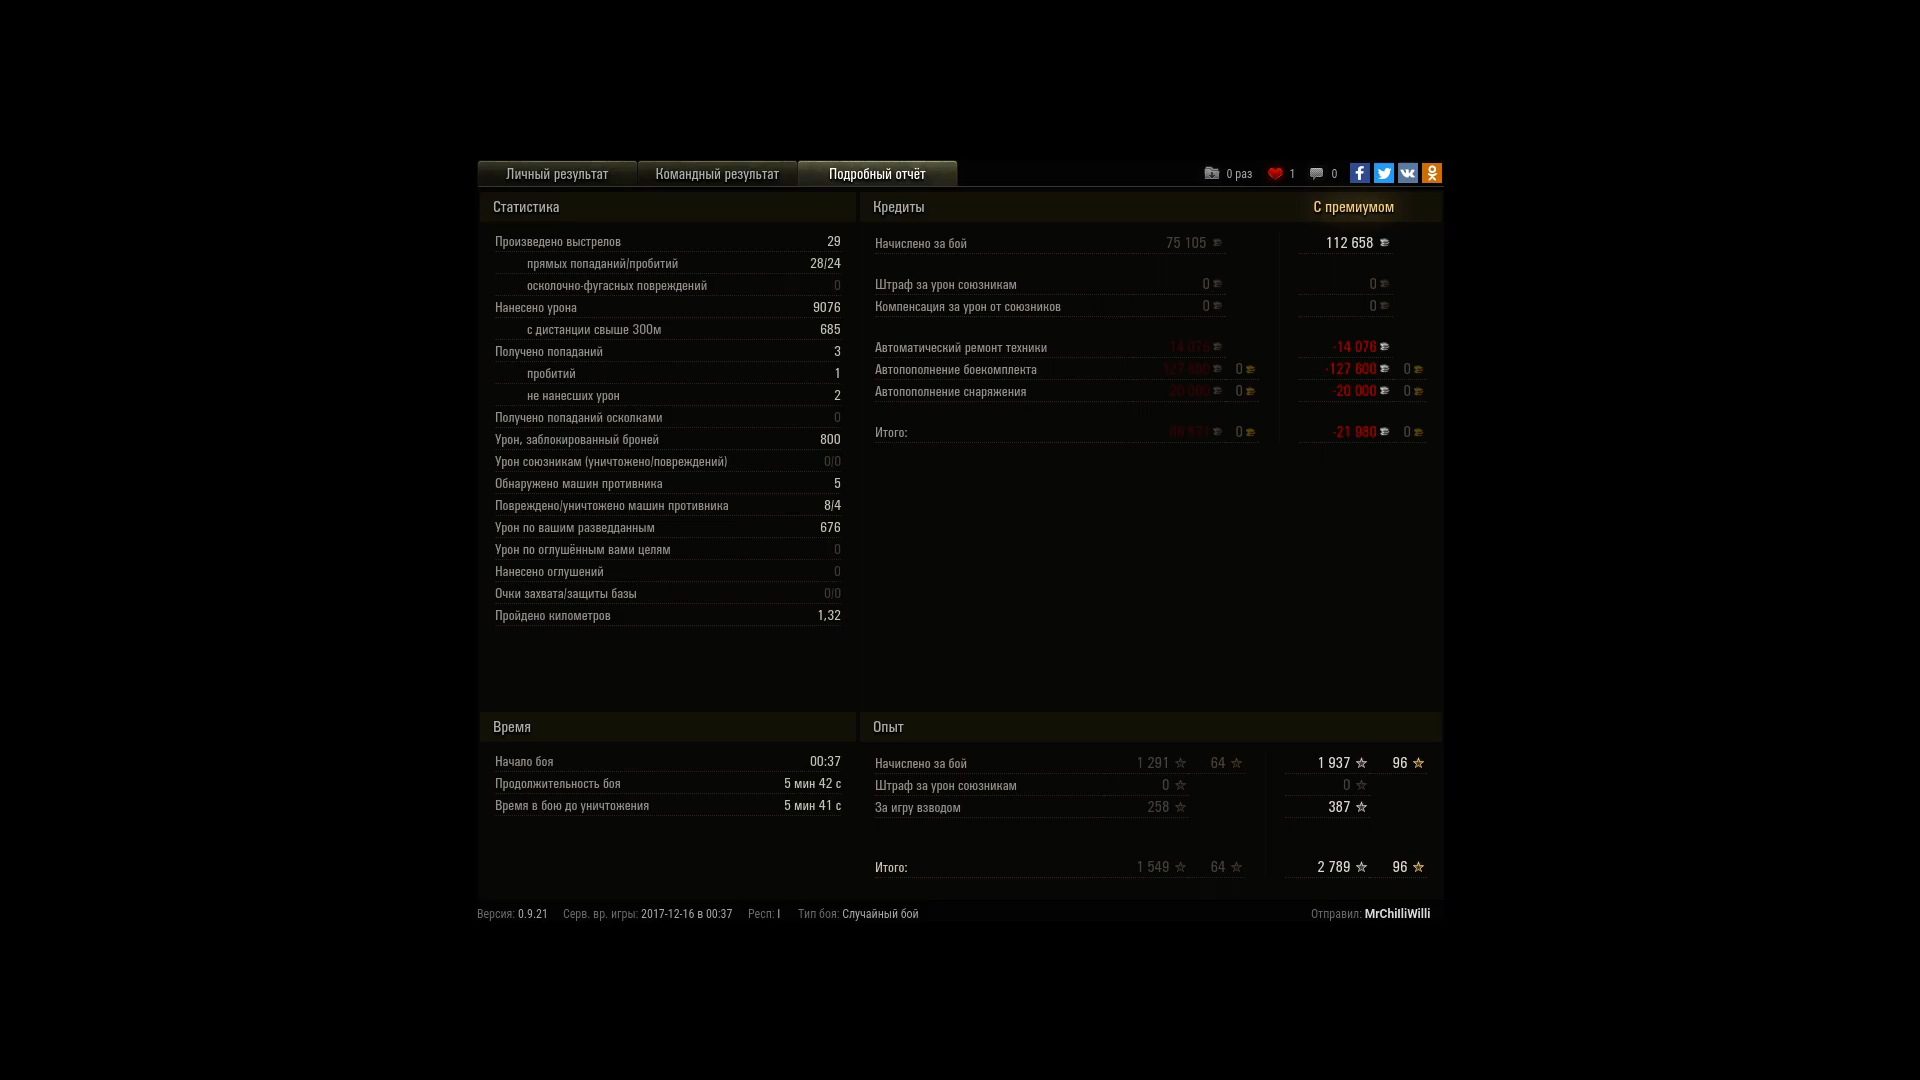 Личный результат Командный результат Подробный отчёт 0 раз 1 0
Статистика
Произведено выстрелов 29
прямых попаданий/пробитий 28/24
осколочно-фугасных повреждений 0
Нанесено урона 9076
с дистанции свыше 300м 685
Получено попаданий 3
пробитий 1
не нанесших урон 2
Получено попаданий осколками 0
Урон, заблокированный броней 800
Урон союзникам (уничтожено/повреждений) 0/0
Обнаружено машин противника 5
Повреждено/уничтожено машин противника 8/4
Урон по вашим разведданным 676
Урон по оглушённым вами целям 0
Нанесено оглушений 0
Очки захвата/защиты базы 0/0
Пройдено километров 1,32
Кредиты С премиумом
Начислено за бой 75 105 112 658
Штраф за урон союзникам 0 0
Компенсация за урон от союзников 0 0
Автоматический ремонт техники -14 076
Автопополнение боекомплекта 0 0
Автопополнение снаряжения 0 -20 000 0
Итого: 0 0
Время
Начало боя 00:37
Продолжительность боя 5 мин 42 с
Время в бою до уничтожения 5 мин 41 с
Опыт
Начислено за бой 1 291 64 1 937 96
Штраф за урон союзникам 0 0
За игру взводом 258 387
Итого: 1 549 64 2 789 96
Версия: 0.9.21 Серв. вр. игры: 2017-12-16 в 00:37 Респ: I Тип боя: Случайный бой Отправил: MrChilliWilli